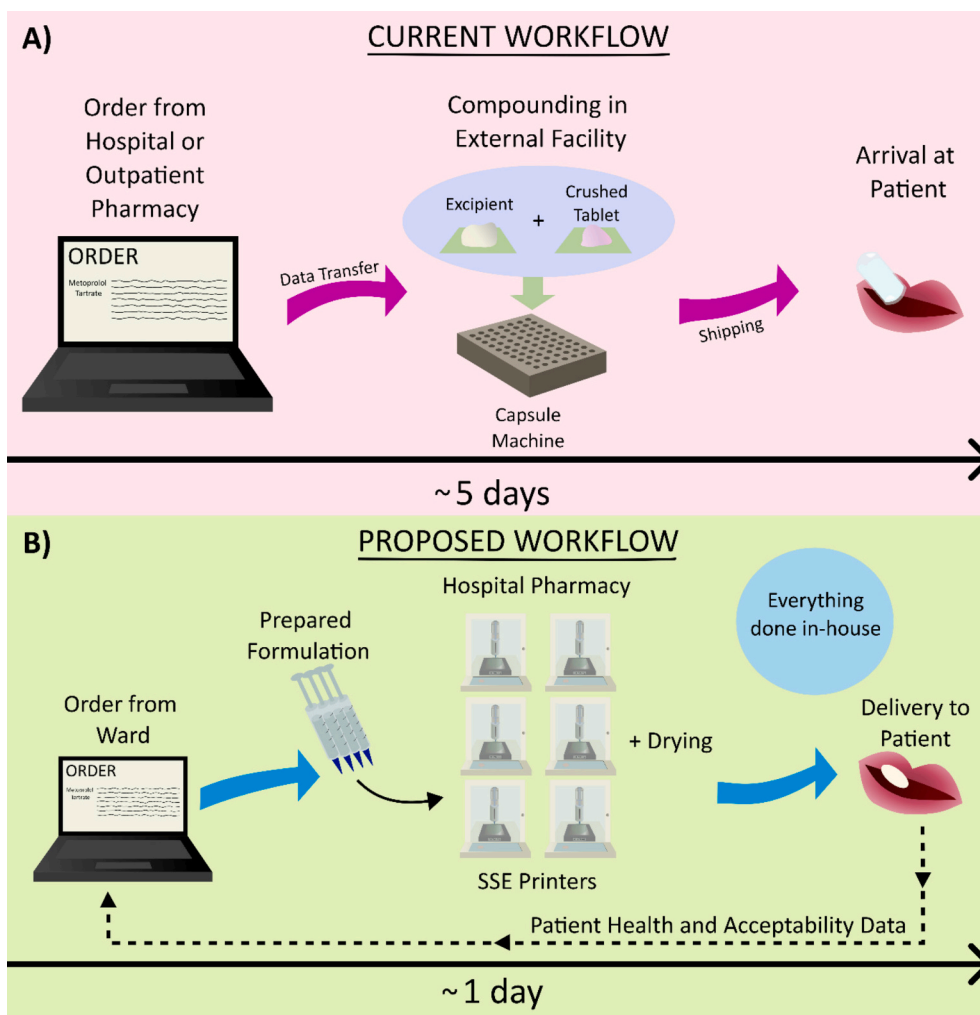 A)
CURRENT WORKFLOW
Order from
Hospital or
Outpatient
Pharmacy
ORDER
Metoprolol
Tartrate
Data Transfer
Compounding in
External Facility
Excipient
+
Crushed
Tablet
Capsule
Machine
Shipping
Arrival at
Patient
~ 5 days
B)
PROPOSED WORKFLOW
Order from
Ward
ORDER
Metoprolol
Tartrate
Prepared
Formulation
Hospital Pharmacy
SSE Printers
+ Drying
Everything
done in-house
Delivery to
Patient
Patient Health and Acceptability Data
~ 1 day